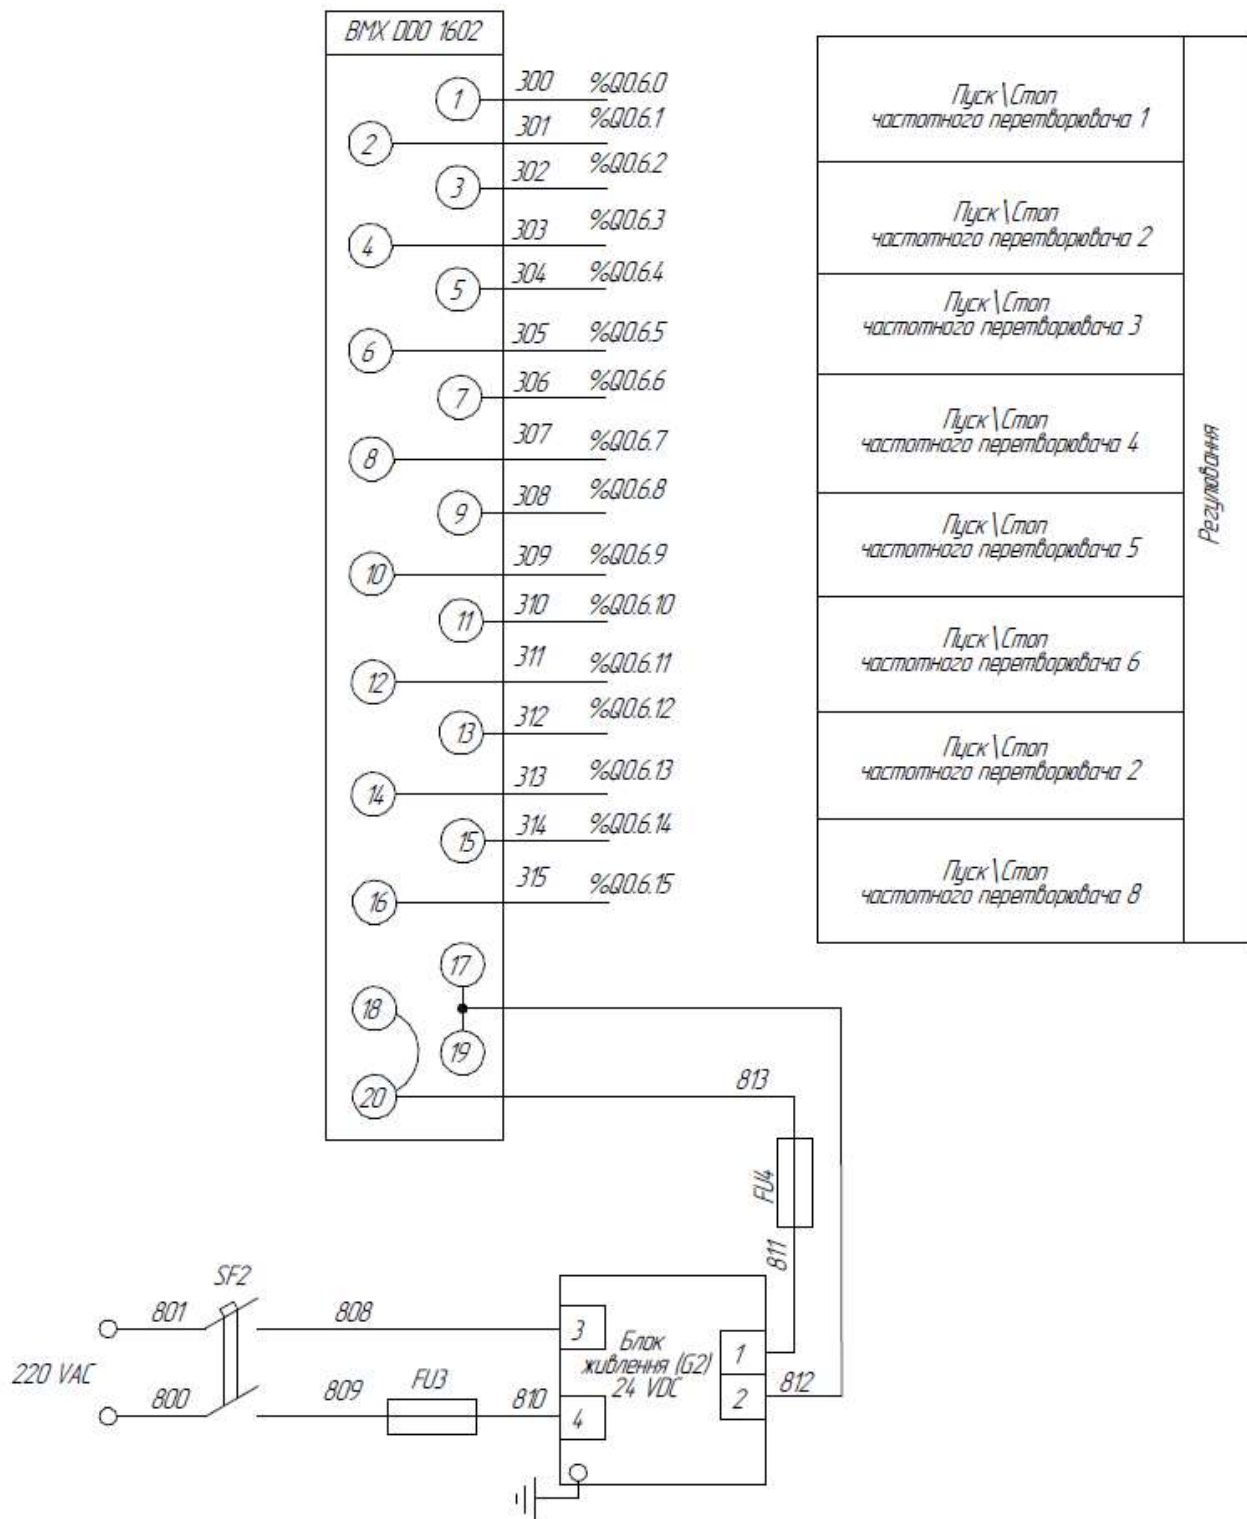 BMX DDO 1602
1
300 %Q0.6.0
2
301 %Q0.6.1
3
302 %Q0.6.2
4
303 %Q0.6.3
5
304 %Q0.6.4
6
305 %Q0.6.5
7
306 %Q0.6.6
8
307 %Q0.6.7
9
308 %Q0.6.8
10
309 %Q0.6.9
11
310 %Q0.6.10
12
311 %Q0.6.11
13
312 %Q0.6.12
14
313 %Q0.6.13
15
314 %Q0.6.14
16
315 %Q0.6.15
17
18
19
20
Пуск\Стоп
частотного перетворювача 1
Пуск\Стоп
частотного перетворювача 2
Пуск\Стоп
частотного перетворювача 3
Пуск\Стоп
частотного перетворювача 4
Пуск\Стоп
частотного перетворювача 5
Пуск\Стоп
частотного перетворювача 6
Пуск\Стоп
частотного перетворювача 2
Пуск\Стоп
частотного перетворювача 8
Регулювання
813
FU4
811
SF2
801
808
220 VAC
800
809
FU3
810
3
4
Блок
живлення (G2)
24 VDC
1
2
812